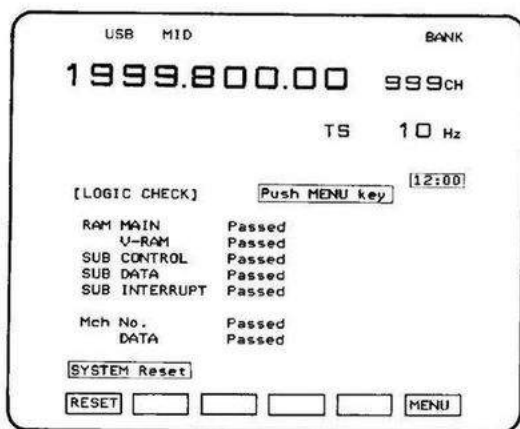 USB MID BANK
1999.800.00 999CH
TS 10 Hz
12:00
[LOGIC CHECK] Push MENU key
RAM MAIN Passed
V-RAM Passed
SUB CONTROL Passed
SUB DATA Passed
SUB INTERRUPT Passed
Mch No. Passed
DATA Passed
SYSTEM Reset
RESET MENU